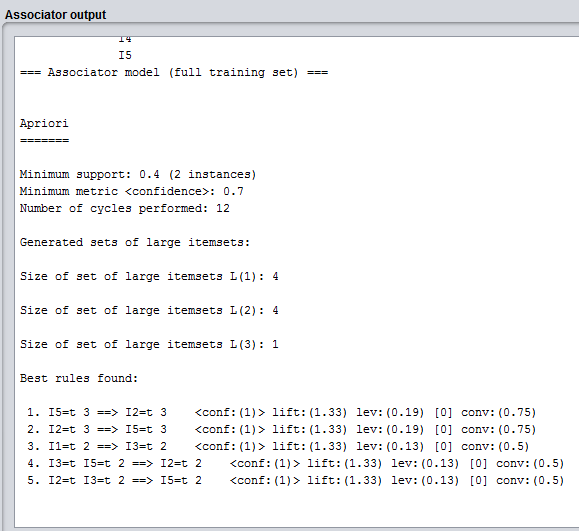 Associator output
I4
I5
=== Associator model (full training set) ===
Apriori
=======
Minimum support: 0.4 (2 instances)
Minimum metric <confidence>: 0.7
Number of cycles performed: 12
Generated sets of large itemsets:
Size of set of large itemsets L(1): 4
Size of set of large itemsets L(2): 4
Size of set of large itemsets L(3): 1
Best rules found:
1. I5=t 3 ==> I2=t 3    <conf:(1)> lift:(1.33) lev:(0.19) [0] conv:(0.75)
2. I2=t 3 ==> I5=t 3    <conf:(1)> lift:(1.33) lev:(0.19) [0] conv:(0.75)
3. I1=t 2 ==> I3=t 2    <conf:(1)> lift:(1.33) lev:(0.13) [0] conv:(0.5)
4. I3=t I5=t 2 ==> I2=t 2    <conf:(1)> lift:(1.33) lev:(0.13) [0] conv:(0.5)
5. I2=t I3=t 2 ==> I5=t 2    <conf:(1)> lift:(1.33) lev:(0.13) [0] conv:(0.5)